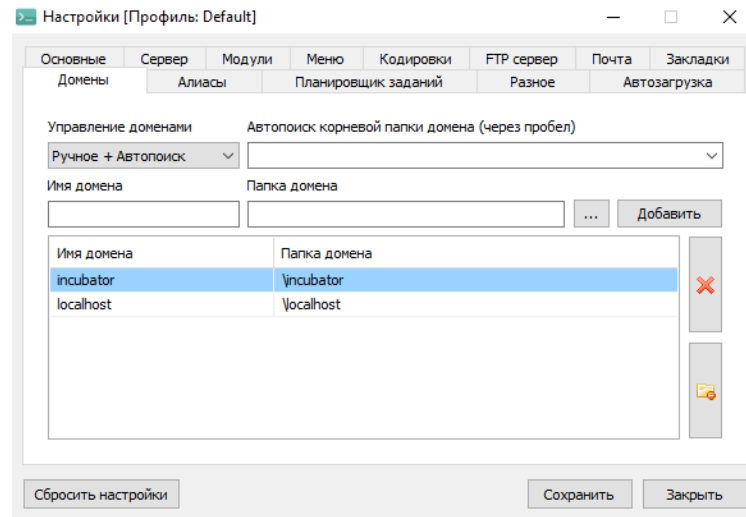 Настройки [Профиль: Default]
Основные Сервер Модули Меню Кодировки FTP сервер Почта Закладки
Домены Алиасы Планировщик заданий Разное Автозагрузка
Управление доменами Автопоиск корневой папки домена (через пробел)
Ручное + Автопоиск
Имя домена Папка домена
... Добавить
Имя домена Папка домена
incubator \incubator
localhost \localhost
Сбросить настройки Сохранить Закрыть